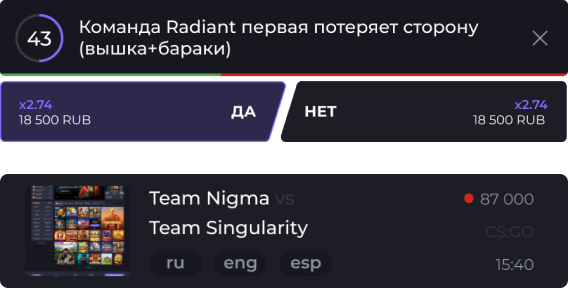 43
Команда Radiant первая потеряет сторону
(вышка+бараки)
x2.74
18 500 RUB
ДА
НЕТ
x2.74
18 500 RUB
Team Nigma vs
87 000
Team Singularity
CS:GO
ru
eng
esp
15:40